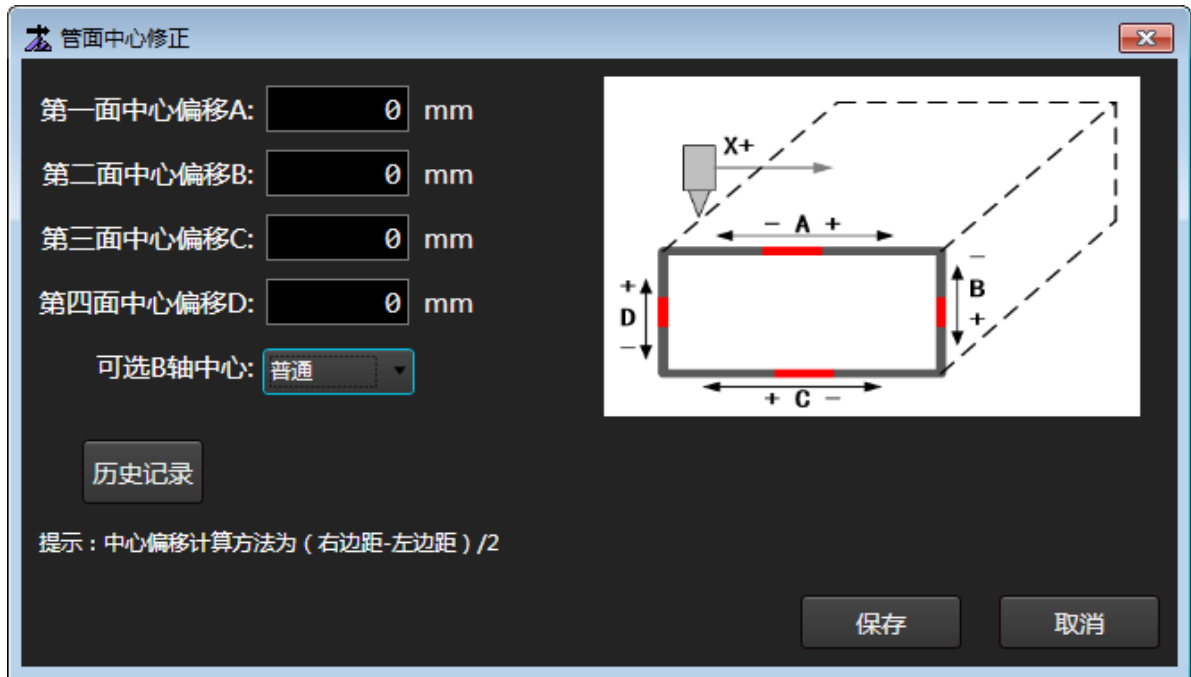 管面中心修正
第一面中心偏移A: 0 mm
第二面中心偏移B: 0 mm
第三面中心偏移C: 0 mm
第四面中心偏移D: 0 mm
可选B轴中心: 普通
历史记录
提示：中心偏移计算方法为（右边距-左边距）/2
X+
− A +
+
D
−
−
B
+
+ C −
保存
取消